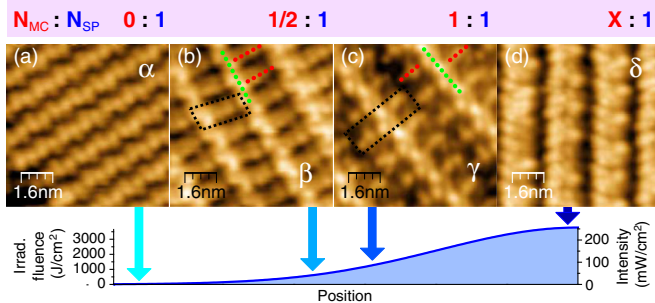 N_MC : N_SP 0 : 1 1/2 : 1 1 : 1 X : 1
(a) α (b) β (c) γ (d) δ
1.6nm 1.6nm 1.6nm 1.6nm
Irrad. fluence (J/cm²)
3000
2000
1000
0
Position
200
100
0
Intensity (mW/cm²)